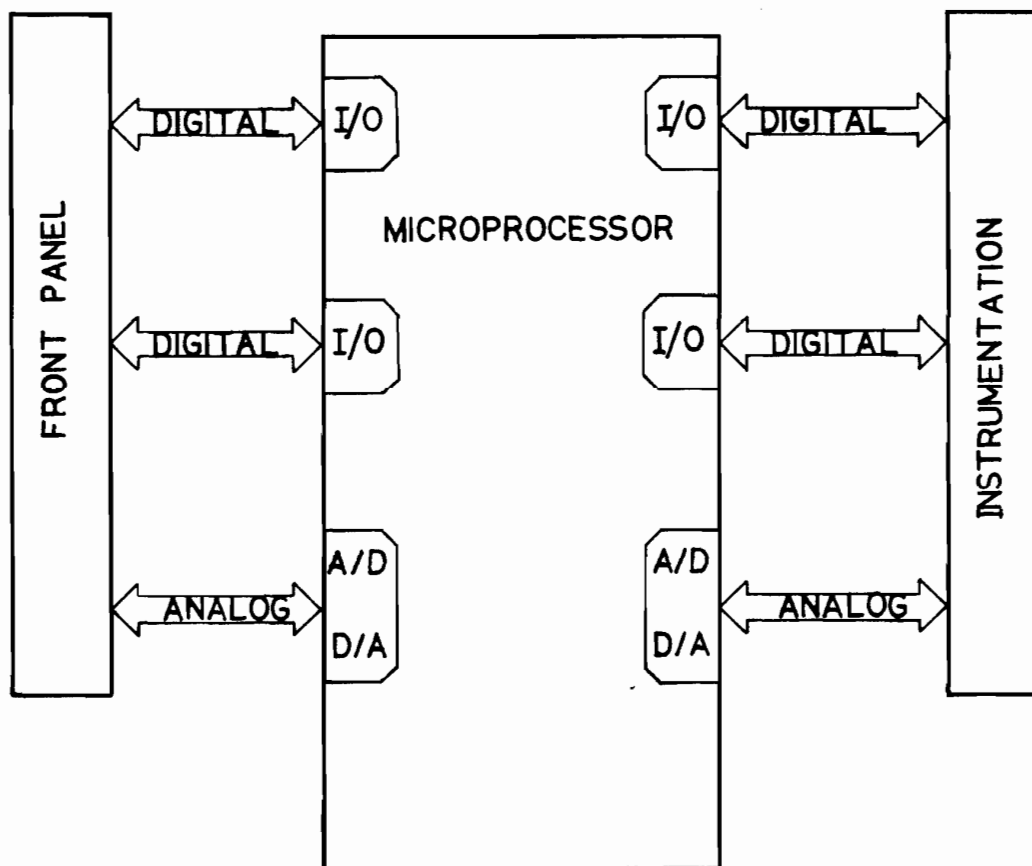 FRONT PANEL
DIGITAL
I/O
I/O
DIGITAL
MICROPROCESSOR
DIGITAL
I/O
I/O
DIGITAL
ANALOG
A/D
D/A
A/D
D/A
ANALOG
INSTRUMENTATION